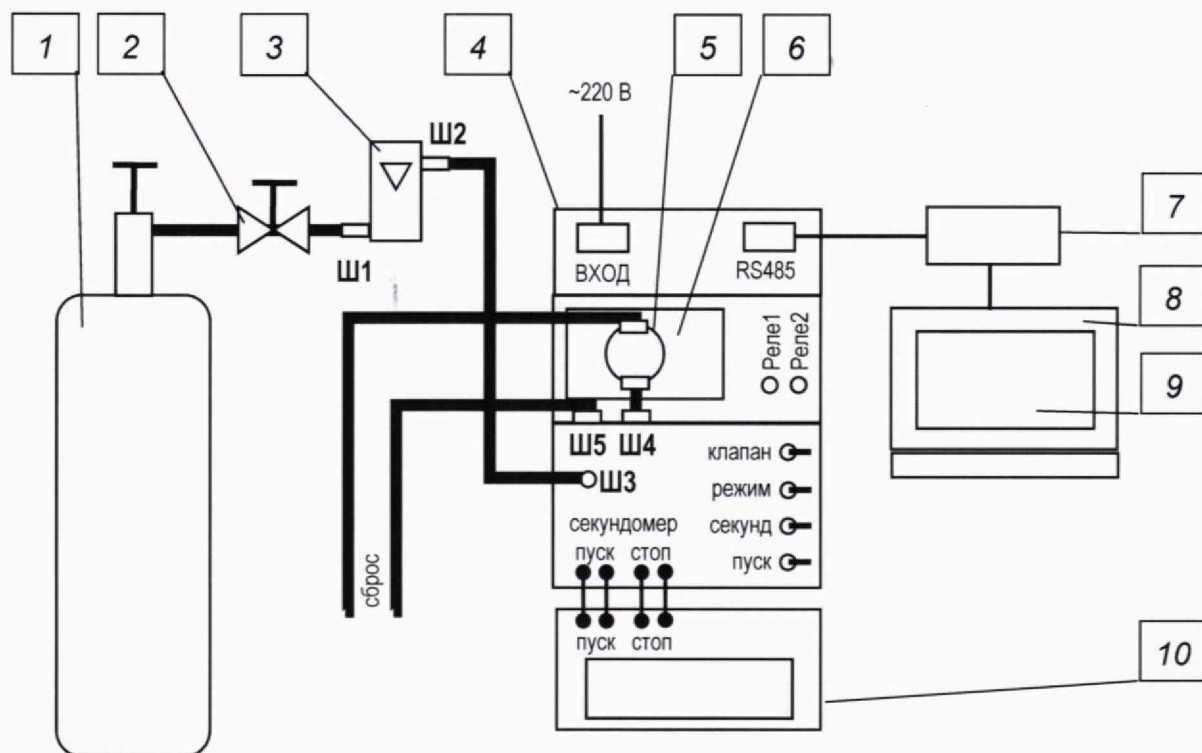 1
2
3
4
5
6
~220 В
Ш2
7
Ш1
ВХОД
RS485
8
Реле1
Реле2
9
Ш5
Ш4
клапан
Ш3
режим
секундомер
секунд
пуск
стоп
пуск
сброс
пуск
стоп
10